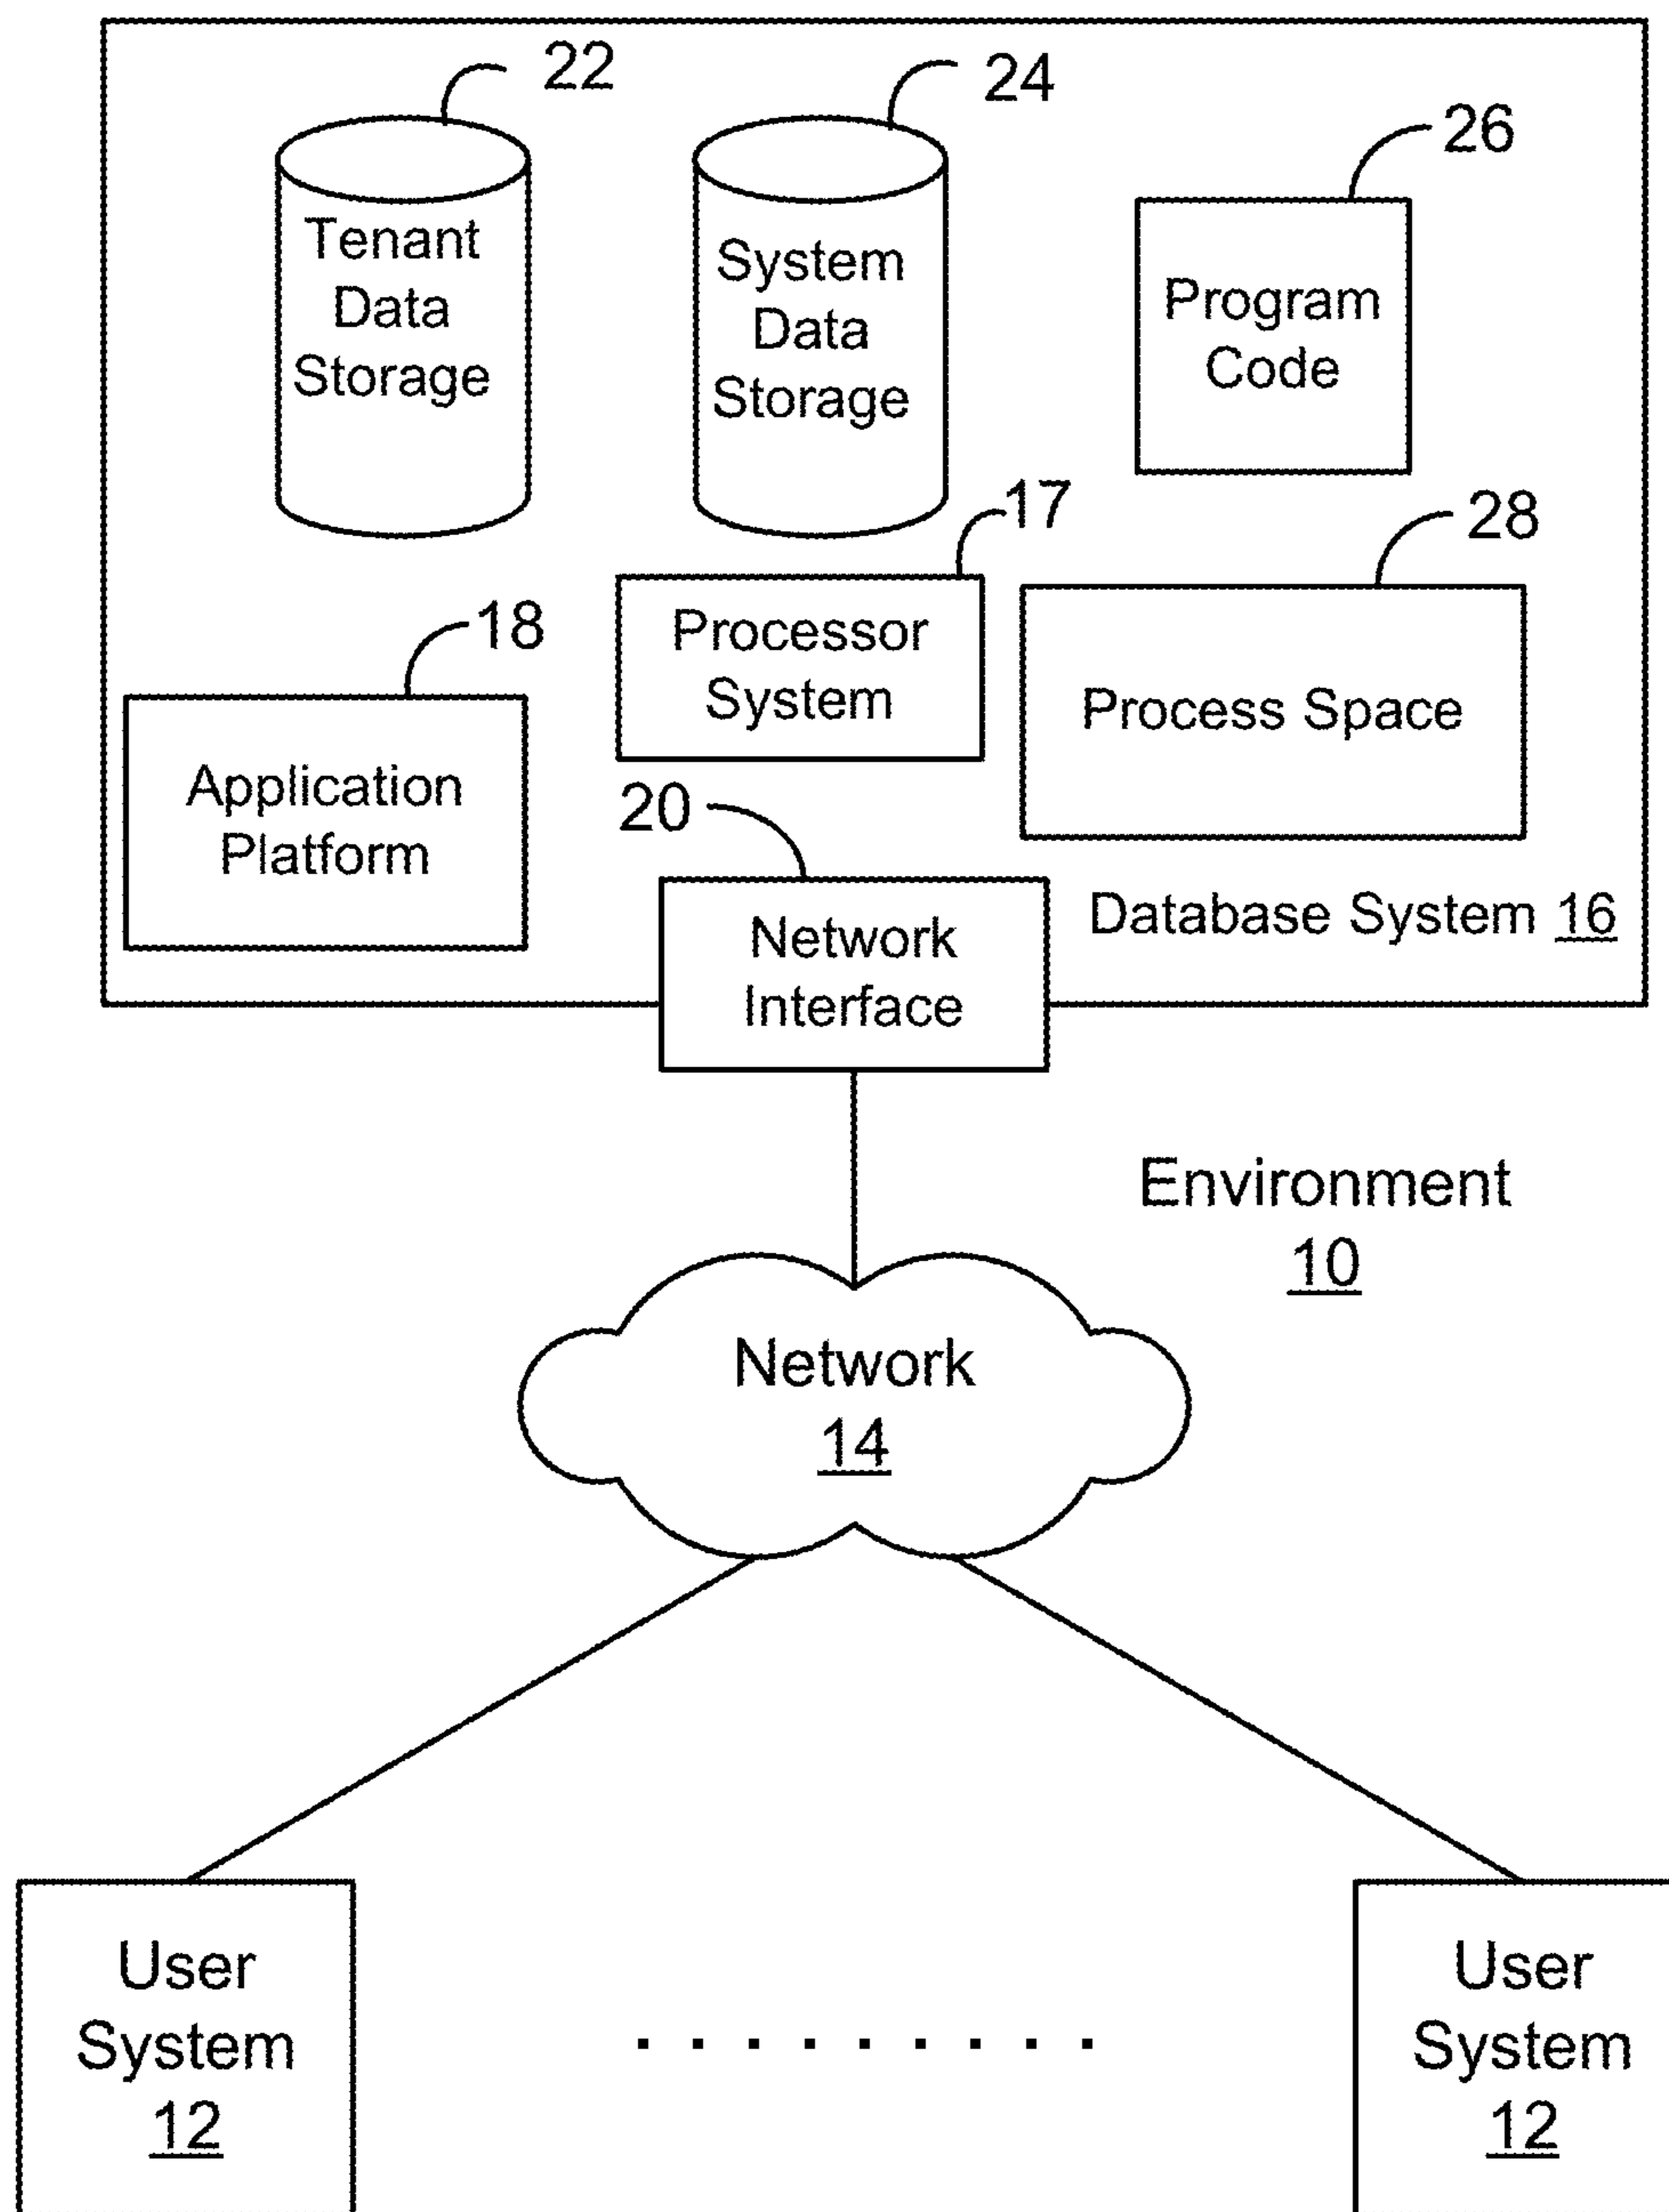 22
24
26
Tenant
Data
Storage
System
Data
Storage
Program
Code
17
28
18
Processor
System
Process Space
Application
Platform
20
Database System 16
Network
Interface
Environment
10
Network
14
User
System
12
. . . . . . . . .
User
System
12